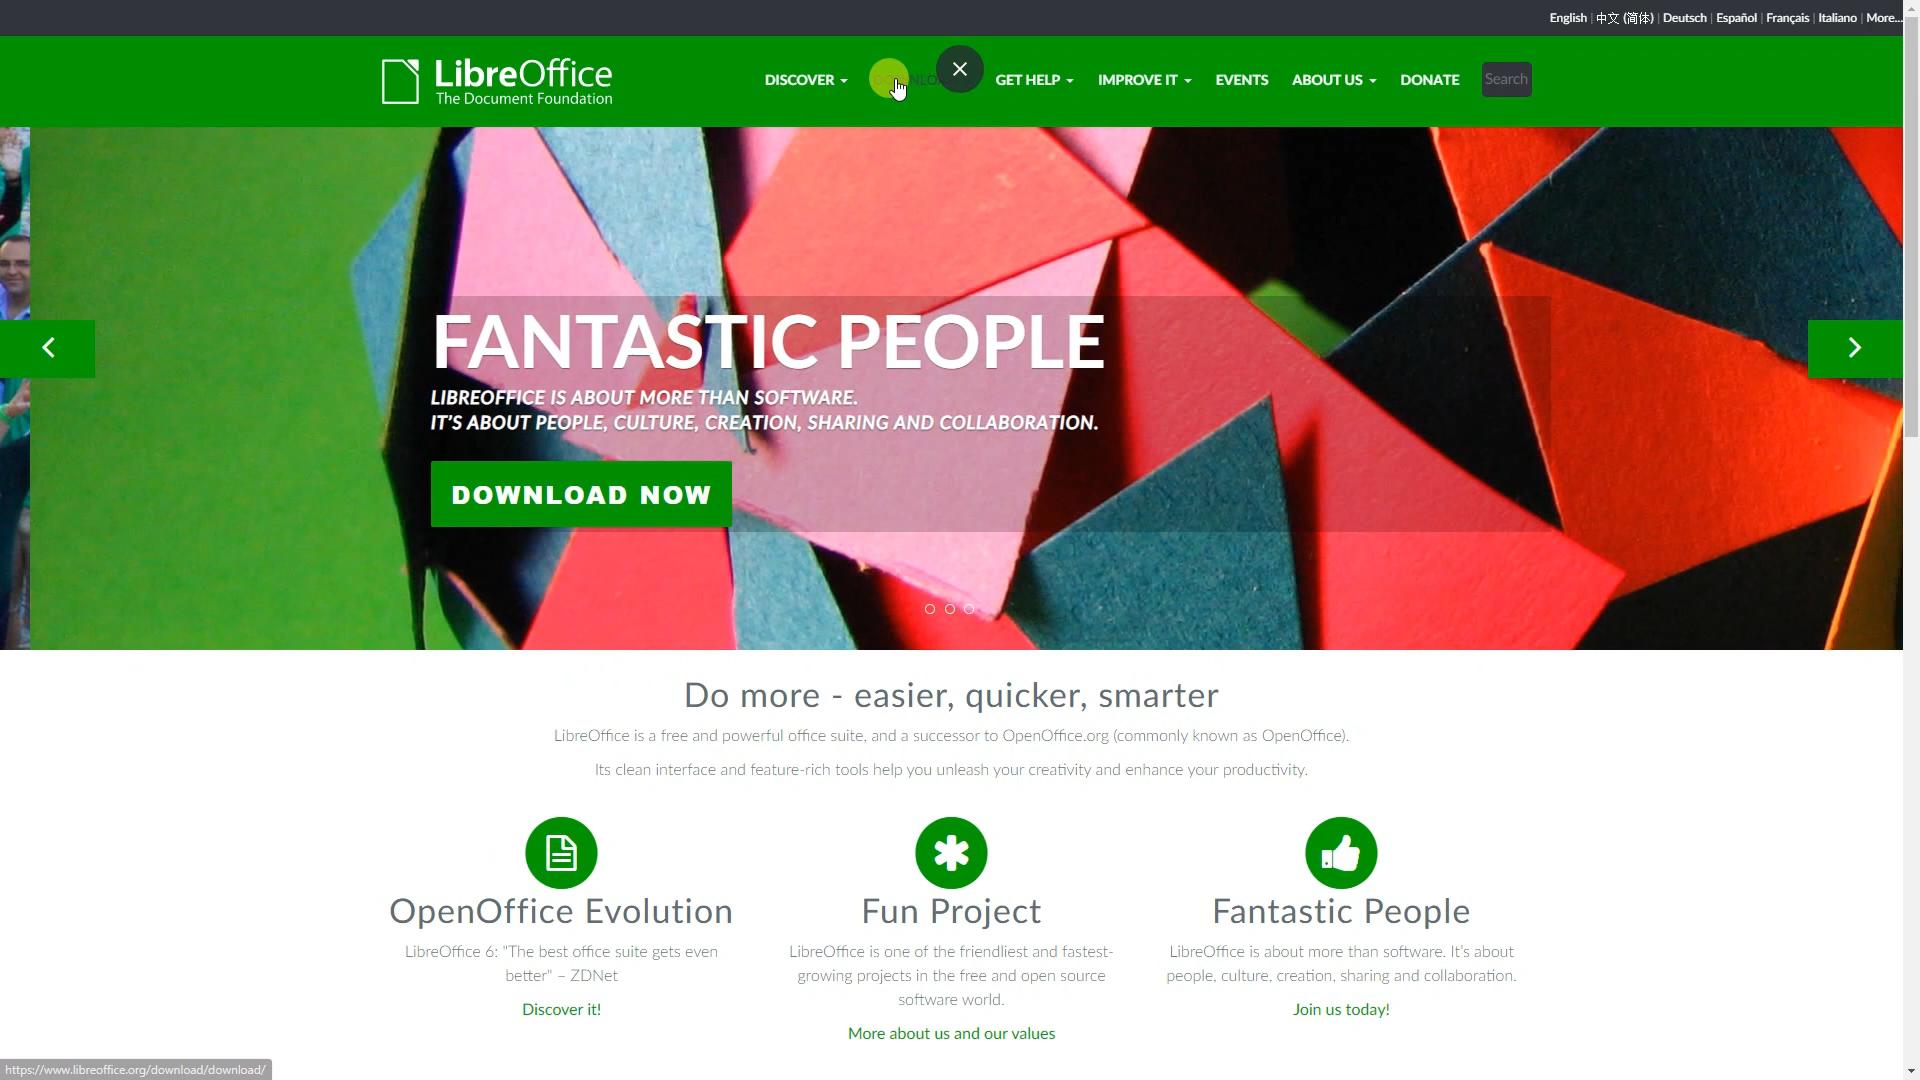 English | 中文 (简体) | Deutsch | Español | Français | Italiano | More...
LibreOffice
The Document Foundation
DISCOVER
GET HELP
IMPROVE IT
EVENTS
ABOUT US
DONATE
Search
FANTASTIC PEOPLE
LIBREOFFICE IS ABOUT MORE THAN SOFTWARE.
IT'S ABOUT PEOPLE, CULTURE, CREATION, SHARING AND COLLABORATION.
DOWNLOAD NOW
Do more - easier, quicker, smarter
LibreOffice is a free and powerful office suite, and a successor to OpenOffice.org (commonly known as OpenOffice).
Its clean interface and feature-rich tools help you unleash your creativity and enhance your productivity.
OpenOffice Evolution
LibreOffice 6: "The best office suite gets even
better" – ZDNet
Discover it!
Fun Project
LibreOffice is one of the friendliest and fastest-
growing projects in the free and open source
software world.
More about us and our values
Fantastic People
LibreOffice is about more than software. It's about
people, culture, creation, sharing and collaboration.
Join us today!
https://www.libreoffice.org/download/download/